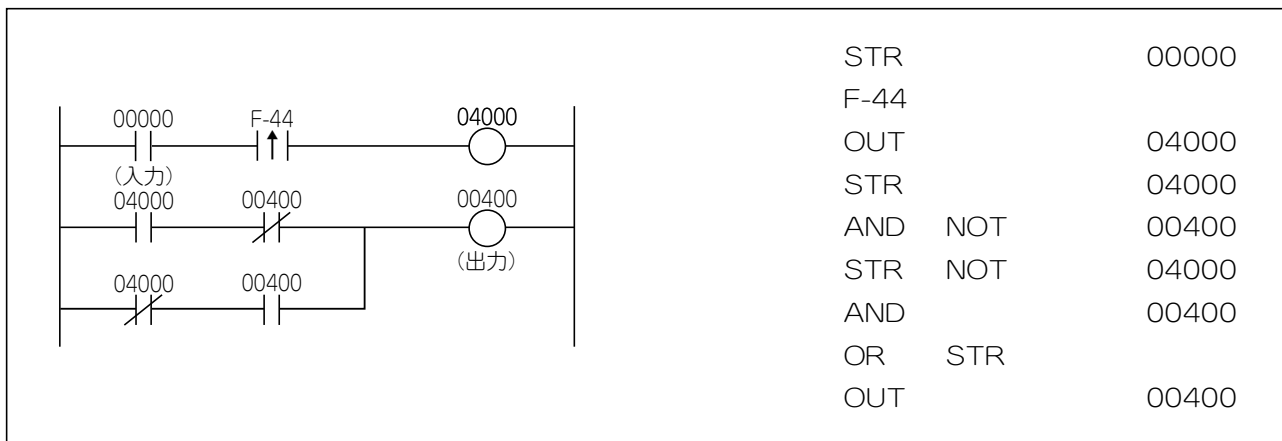 00000 F-44 04000
(入力)
04000 00400 00400
(出力)
04000 00400
STR 00000
F-44
OUT 04000
STR 04000
AND NOT 00400
STR NOT 04000
AND 00400
OR STR
OUT 00400